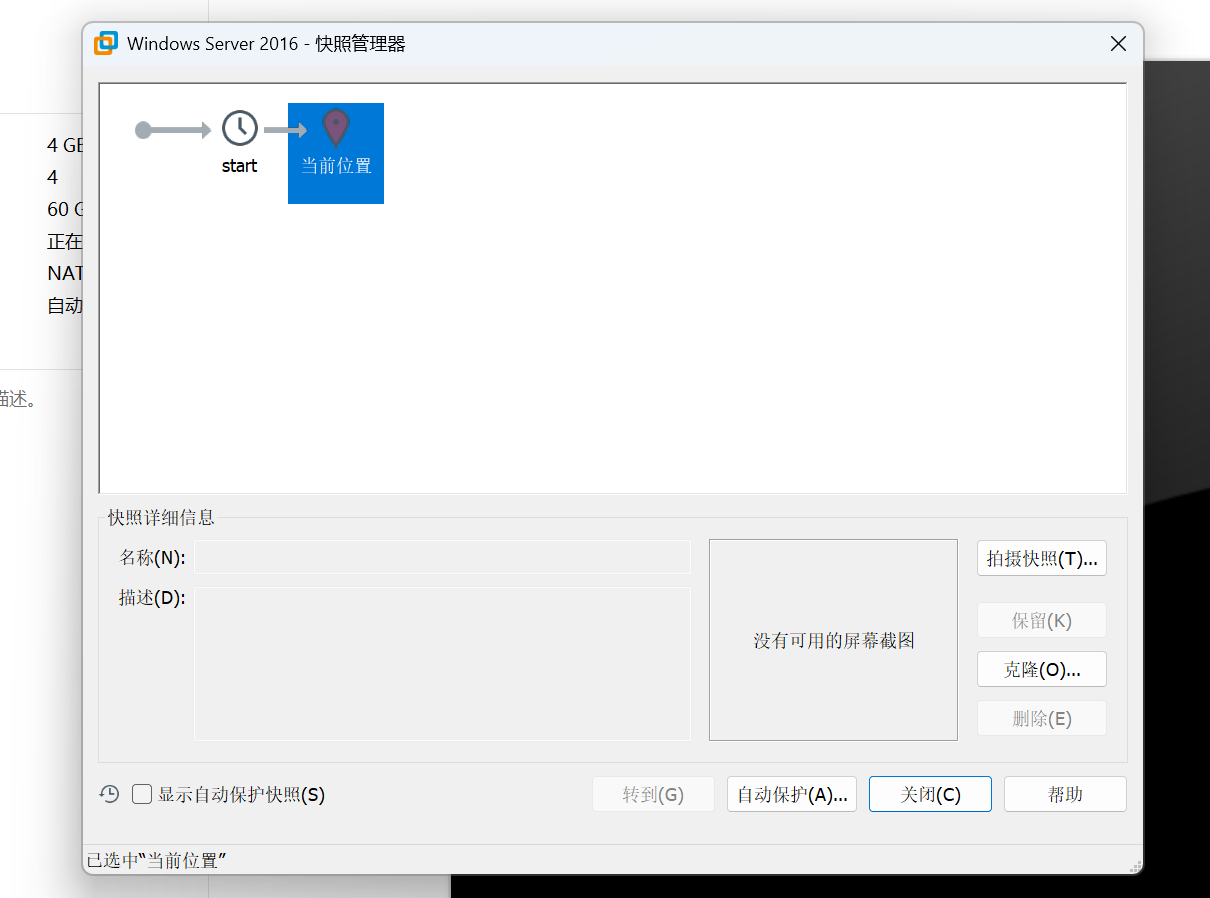 Windows Server 2016 - 快照管理器
start
当前位置
4 GB
4
60 G
正在
NAT
自动
描述。
快照详细信息
名称(N):
描述(D):
没有可用的屏幕截图
拍摄快照(T)...
保留(K)
克隆(O)...
删除(E)
显示自动保护快照(S)
转到(G)
自动保护(A)...
关闭(C)
帮助
已选中“当前位置”